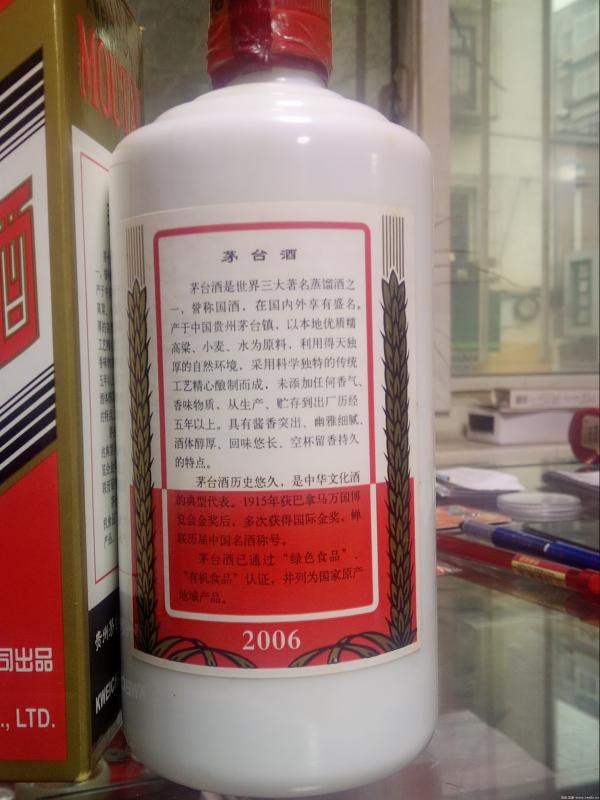 MOUTAI
酒
司出品
., LTD.
贵州茅
KWEIC
茅台酒
茅台酒是世界三大著名蒸馏酒之
一，誉称国酒，在国内外享有盛名。
产于中国贵州茅台镇，以本地优质糯
高粱、小麦、水为原料，利用得天独
厚的自然环境，采用科学独特的传统
工艺精心酿制而成，未添加任何香气、
香味物质，从生产、贮存到出厂历经
五年以上。具有酱香突出、幽雅细腻、
酒体醇厚、回味悠长、空杯留香持久
的特点。
茅台酒历史悠久，是中华文化酒
的典型代表。1915年获巴拿马万国博
览会金奖后，多次获得国际金奖，蝉
联历届中国名酒称号。
茅台酒已通过“绿色食品”、
“有机食品”认证，并列为国家原产
地域产品。
2006